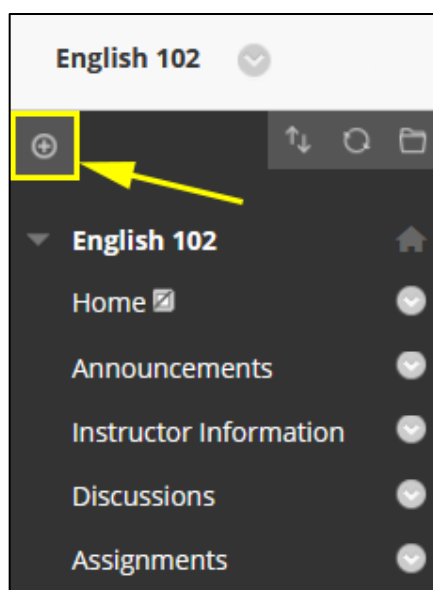 English 102
English 102
Home
Announcements
Instructor Information
Discussions
Assignments